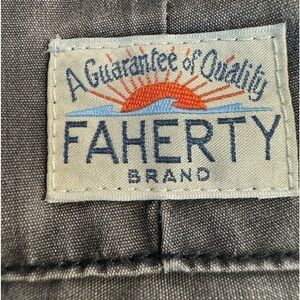 A Guarantee of Quality
FAHERTY
BRAND